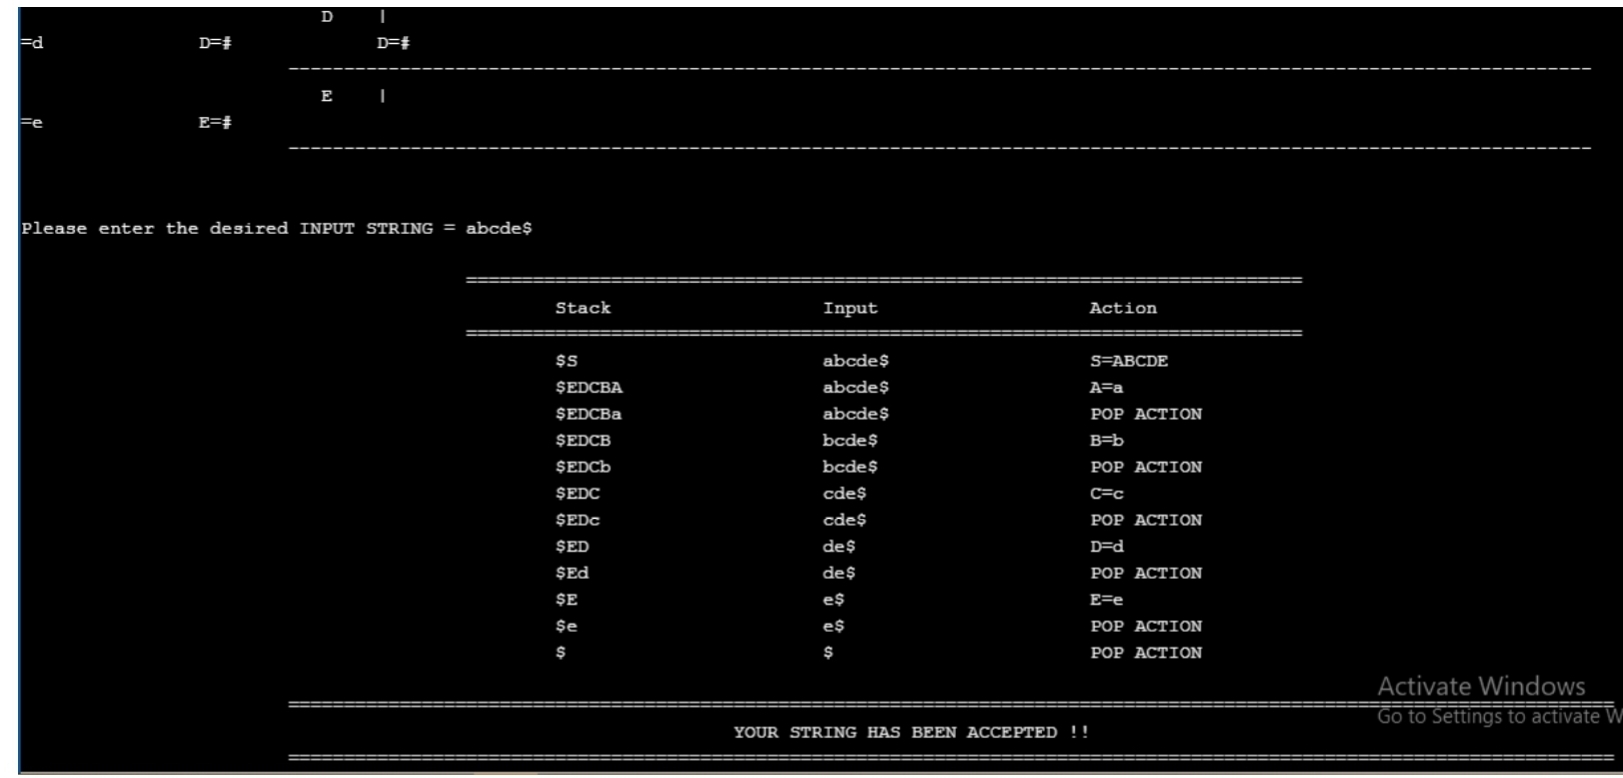 D |
=d D=# D=#
--------------------------------------------------------------------------------------------------------------------
E |
=e E=#
--------------------------------------------------------------------------------------------------------------------
Please enter the desired INPUT STRING = abcde$
===========================================================================
Stack Input Action
===========================================================================
$S abcde$ S=ABCDE
$EDCBA abcde$ A=a
$EDCBa abcde$ POP ACTION
$EDCB bcde$ B=b
$EDCb bcde$ POP ACTION
$EDC cde$ C=c
$EDc cde$ POP ACTION
$ED de$ D=d
$Ed de$ POP ACTION
$E e$ E=e
$e e$ POP ACTION
$ $ POP ACTION
Activate Windows
=======================================================================================================================
Go to Settings to activate W
YOUR STRING HAS BEEN ACCEPTED !!
=======================================================================================================================